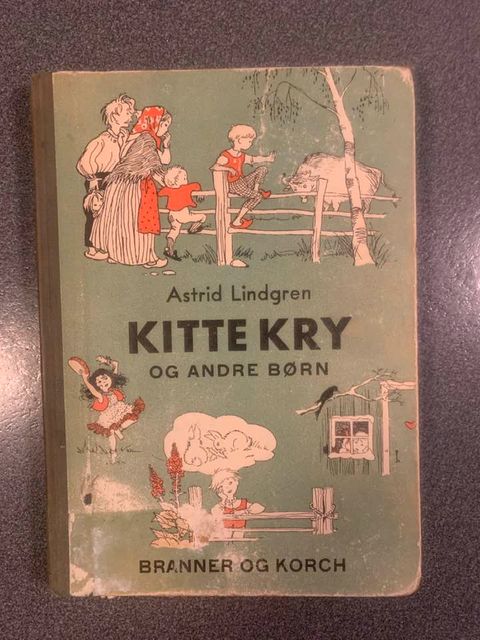 Astrid Lindgren
KITTE KRY
OG ANDRE BØRN
BRANNER OG KORCH